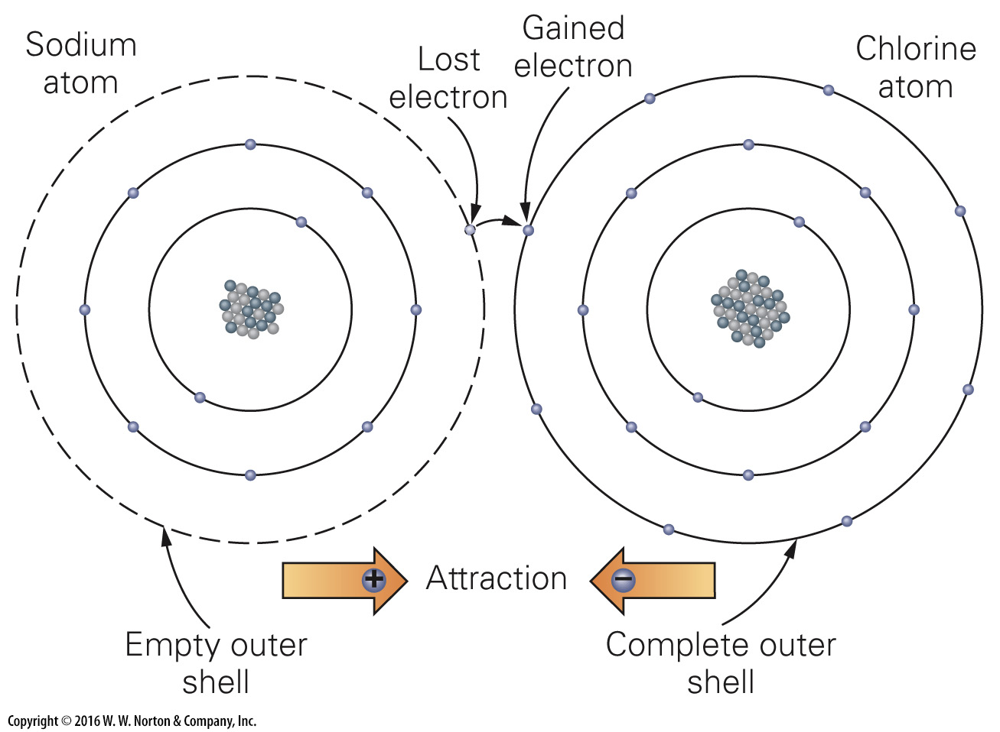 Sodium
atom
Lost
electron
Gained
electron
Chlorine
atom
+
Attraction
−
Empty outer
shell
Complete outer
shell
Copyright © 2016 W. W. Norton & Company, Inc.